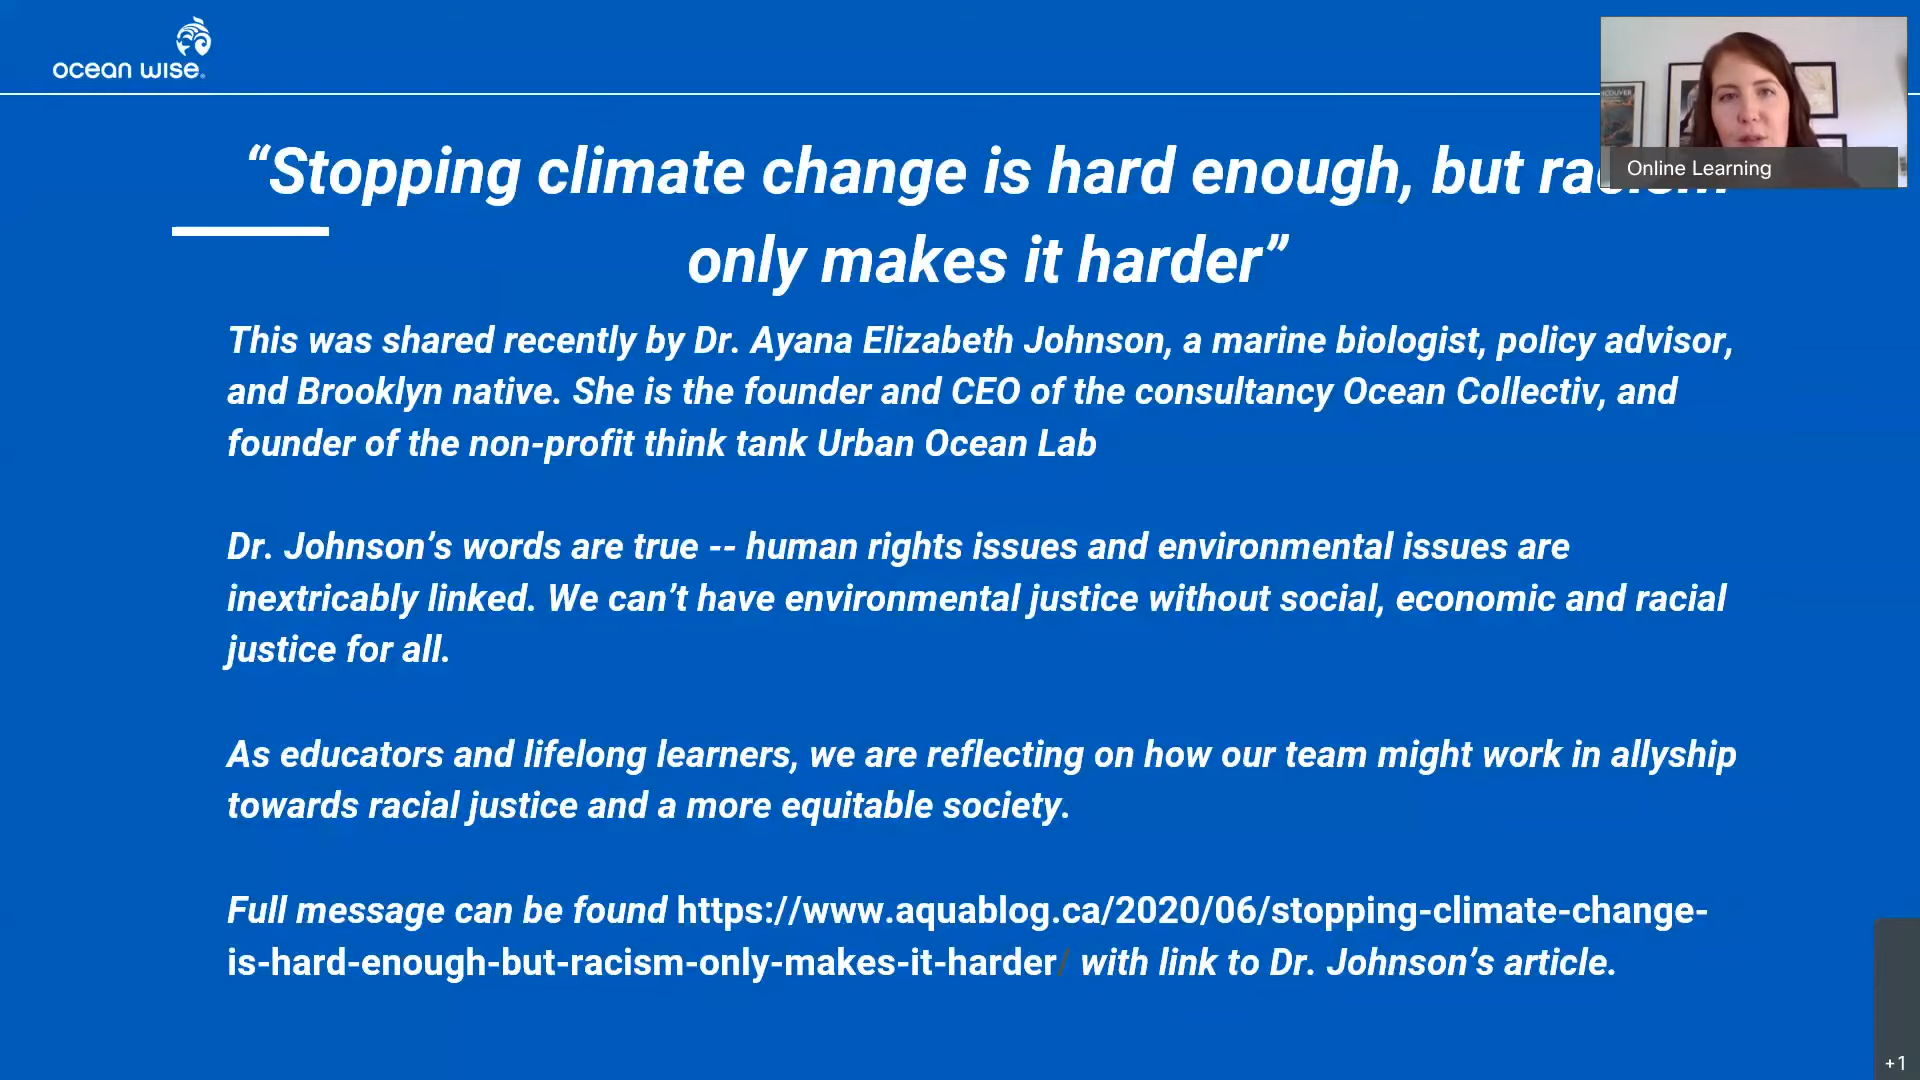 ocean wise.
Online Learning
VANCOUVER
“Stopping climate change is hard enough, but racism
only makes it harder”
This was shared recently by Dr. Ayana Elizabeth Johnson, a marine biologist, policy advisor,
and Brooklyn native. She is the founder and CEO of the consultancy Ocean Collectiv, and
founder of the non-profit think tank Urban Ocean Lab
Dr. Johnson’s words are true -- human rights issues and environmental issues are
inextricably linked. We can’t have environmental justice without social, economic and racial
justice for all.
As educators and lifelong learners, we are reflecting on how our team might work in allyship
towards racial justice and a more equitable society.
Full message can be found https://www.aquablog.ca/2020/06/stopping-climate-change-
is-hard-enough-but-racism-only-makes-it-harder/ with link to Dr. Johnson’s article.
+1